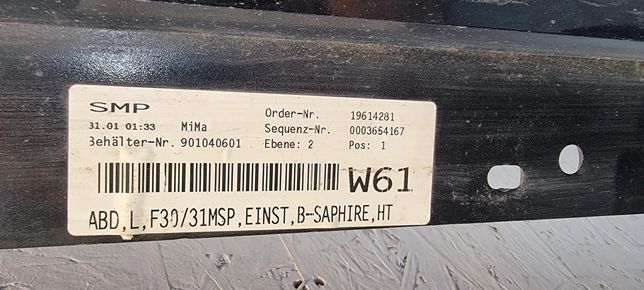 SMP
Order-Nr. 19614281
31.01 01:33 MiMa Sequenz-Nr. 0003654167
Behälter-Nr. 901040601 Ebene: 2 Pos: 1
W61
ABD,L,F30/31MSP,EINST,B-SAPHIRE,HT